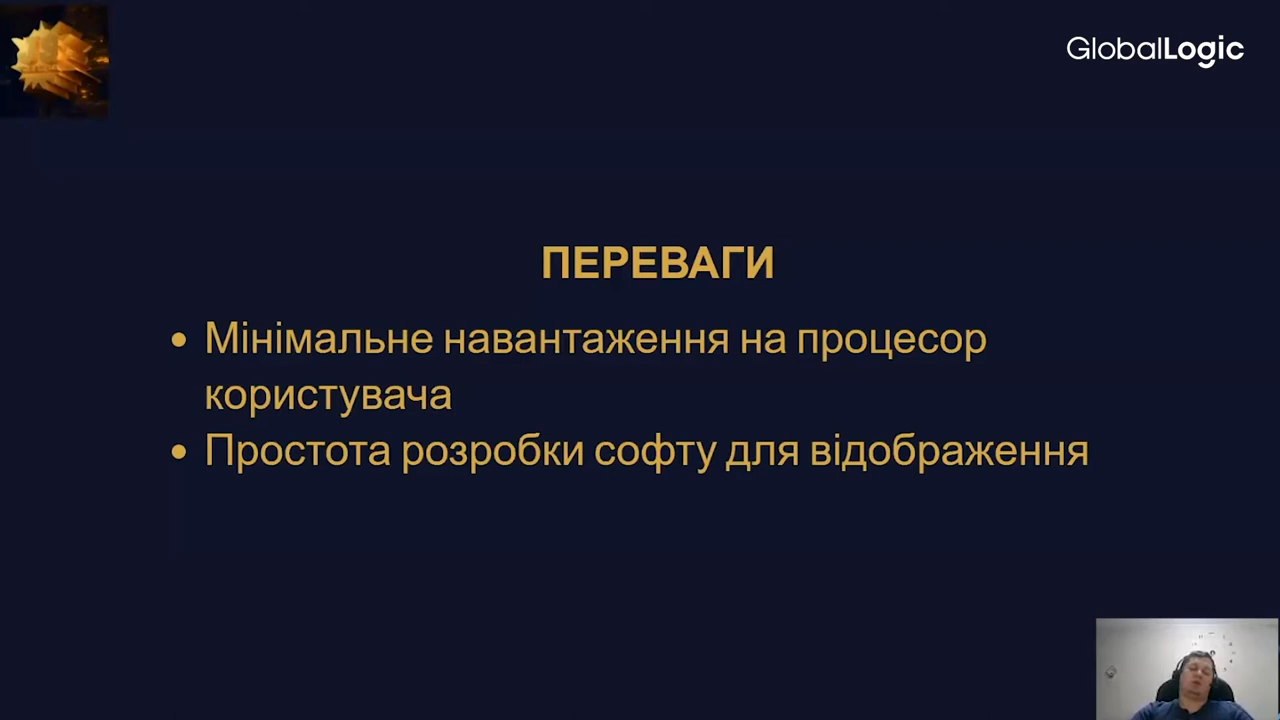 GlobalLogic
ПЕРЕВАГИ
• Мінімальне навантаження на процесор
користувача
• Простота розробки софту для відображення